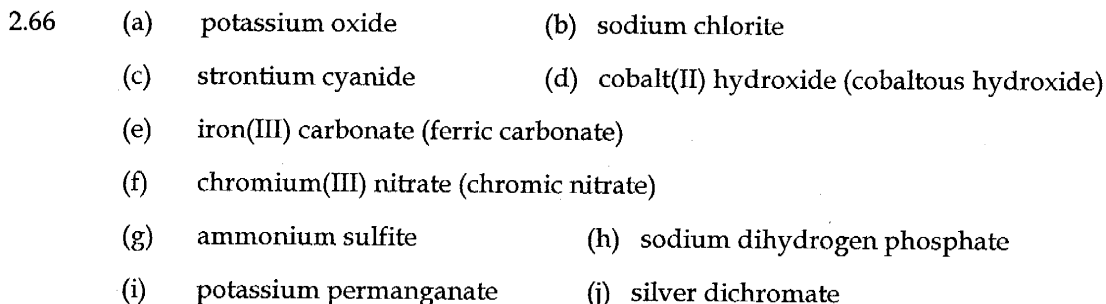 2.66 (a) potassium oxide (b) sodium chlorite
(c) strontium cyanide (d) cobalt(II) hydroxide (cobaltous hydroxide)
(e) iron(III) carbonate (ferric carbonate)
(f) chromium(III) nitrate (chromic nitrate)
(g) ammonium sulfite (h) sodium dihydrogen phosphate
(i) potassium permanganate (j) silver dichromate